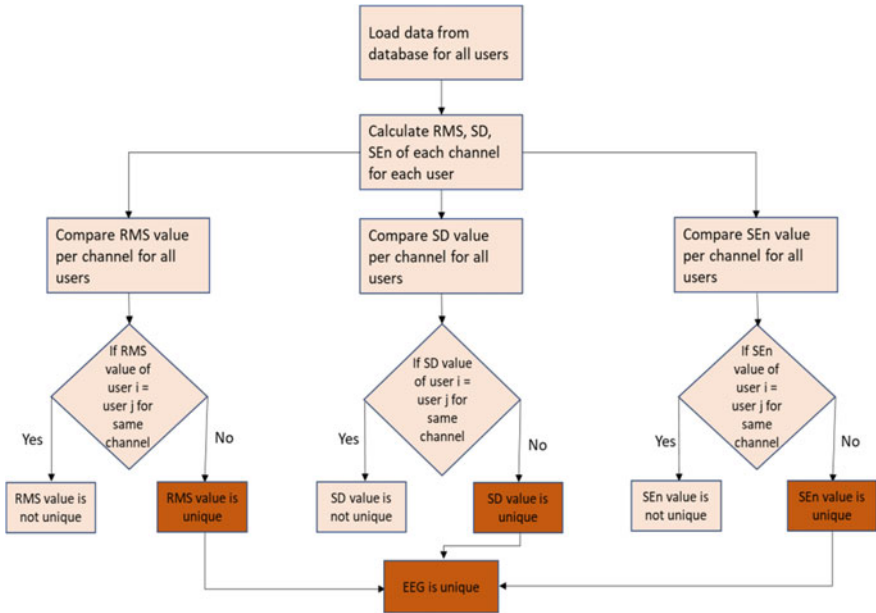 Load data from
database for all users
Calculate RMS, SD,
SEn of each channel
for each user
Compare RMS value
per channel for all
users
Compare SD value
per channel for all
users
Compare SEn value
per channel for all
users
If RMS
value of
user i =
user j for
same
channel
If SD value
of user i =
user j for
same
channel
If SEn
value of
user i =
user j for
same
channel
Yes
No
Yes
No
Yes
No
RMS value is
not unique
RMS value is
unique
SD value is
not unique
SD value is
unique
SEn value is
not unique
SEn value is
unique
EEG is unique